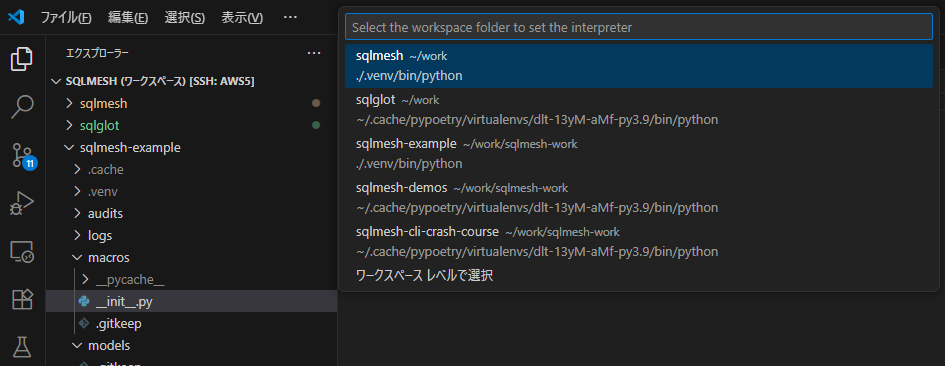 ファイル(F) 編集(E) 選択(S) 表示(V) ···
Select the workspace folder to set the interpreter
エクスプローラー ···
SQLMESH (ワークスペース) [SSH: AWS5]
sqlmesh
sqlglot
sqlmesh-example
.cache
.venv
audits
logs
macros
__pycache__
__init__.py
.gitkeep
models
.gitkeep
11
sqlmesh ~/work
./.venv/bin/python
sqlglot ~/work
~/.cache/pypoetry/virtualenvs/dlt-13yM-aMf-py3.9/bin/python
sqlmesh-example ~/work/sqlmesh-work
./.venv/bin/python
sqlmesh-demos ~/work/sqlmesh-work
~/.cache/pypoetry/virtualenvs/dlt-13yM-aMf-py3.9/bin/python
sqlmesh-cli-crash-course ~/work/sqlmesh-work
~/.cache/pypoetry/virtualenvs/dlt-13yM-aMf-py3.9/bin/python
ワークスペース レベルで選択